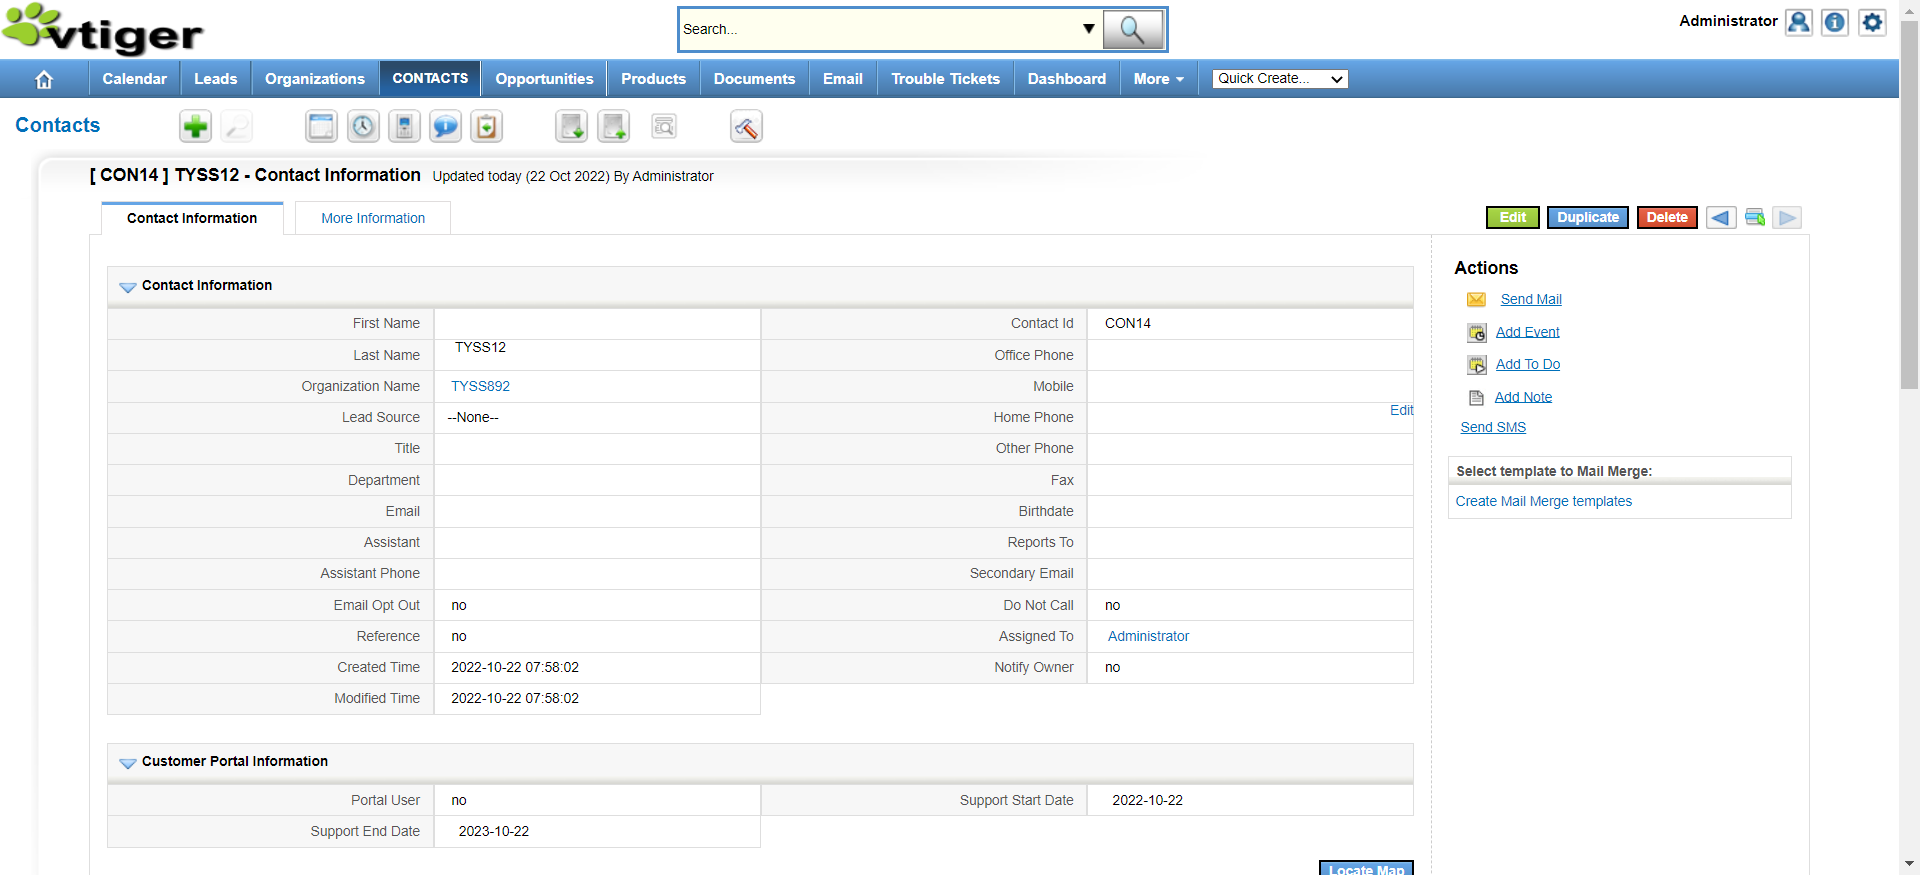 vtiger
Search...
Administrator
Calendar Leads Organizations CONTACTS Opportunities Products Documents Email Trouble Tickets Dashboard More Quick Create...
Contacts
[ CON14 ] TYSS12 - Contact Information Updated today (22 Oct 2022) By Administrator
Contact Information More Information Edit Duplicate Delete
Contact Information
First Name Contact Id CON14
Last Name TYSS12 Office Phone
Organization Name TYSS892 Mobile
Lead Source --None-- Home Phone Edit
Title Other Phone
Department Fax
Email Birthdate
Assistant Reports To
Assistant Phone Secondary Email
Email Opt Out no Do Not Call no
Reference no Assigned To Administrator
Created Time 2022-10-22 07:58:02 Notify Owner no
Modified Time 2022-10-22 07:58:02
Customer Portal Information
Portal User no Support Start Date 2022-10-22
Support End Date 2023-10-22
Locate Map
Actions
Send Mail
Add Event
Add To Do
Add Note
Send SMS
Select template to Mail Merge:
Create Mail Merge templates